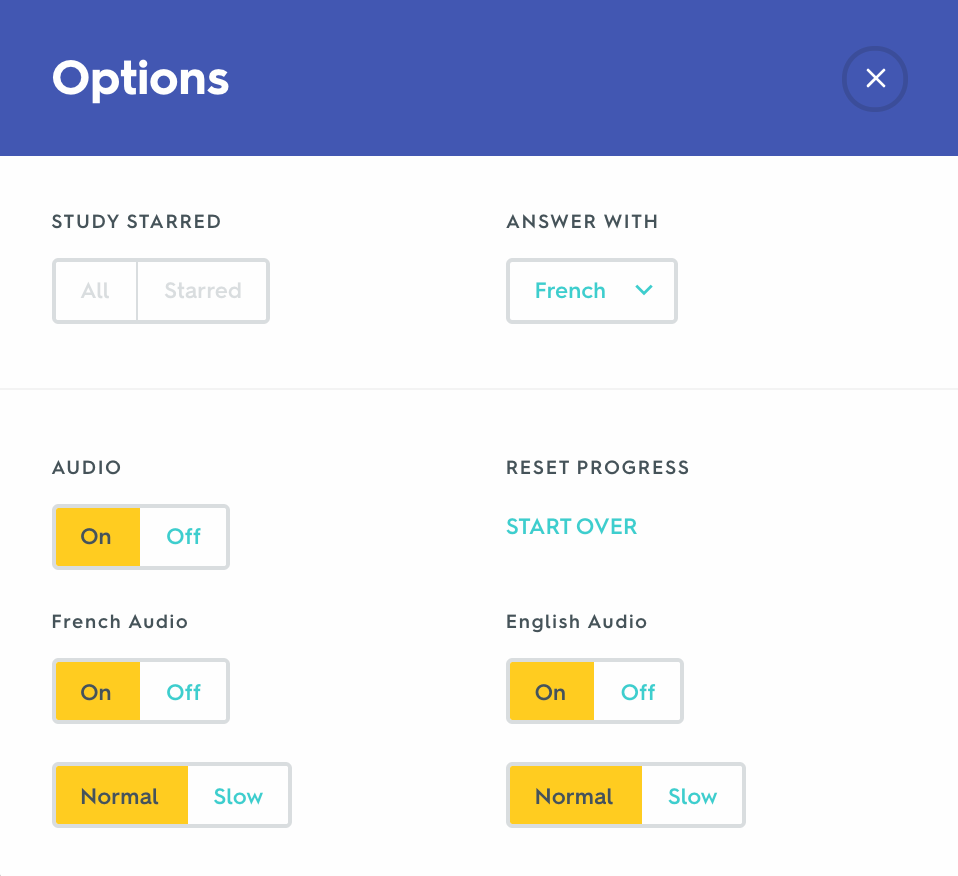 Options
STUDY STARRED
All Starred
ANSWER WITH
French
AUDIO
On Off
RESET PROGRESS
START OVER
French Audio
On Off
Normal Slow
English Audio
On Off
Normal Slow